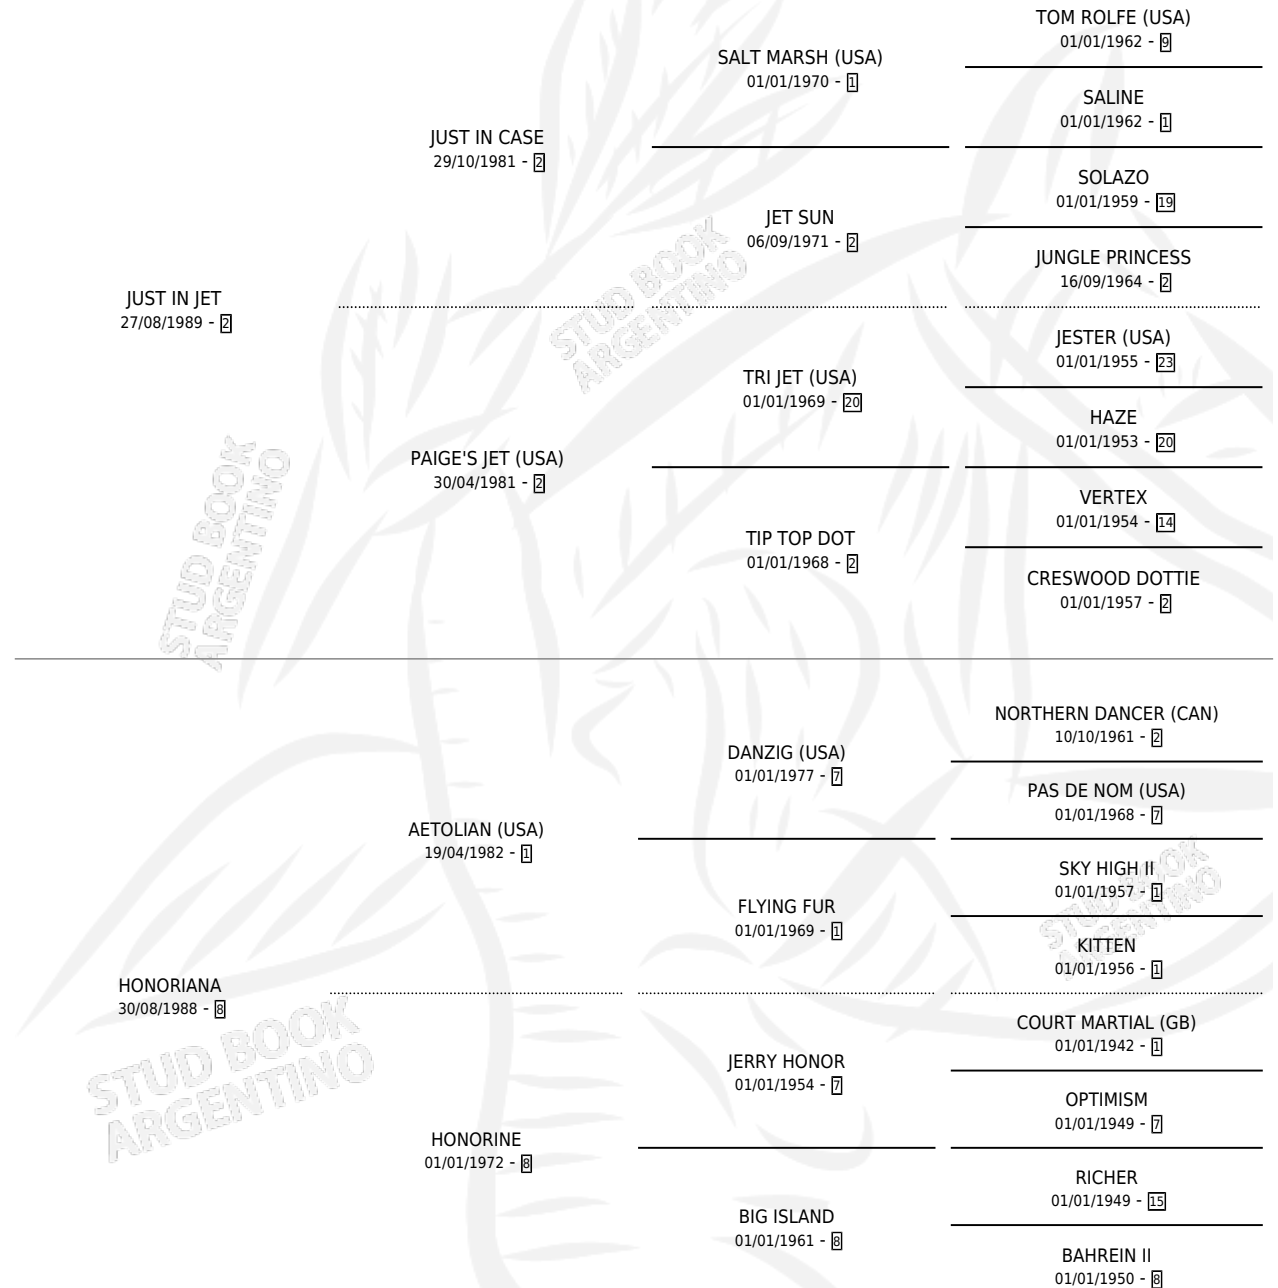 TOM ROLFE (USA)
01/01/1962 - 9
SALT MARSH (USA)
01/01/1970 - 1
SALINE
01/01/1962 - 1
JUST IN CASE
29/10/1981 - 2
SOLAZO
01/01/1959 - 19
JET SUN
06/09/1971 - 2
JUNGLE PRINCESS
16/09/1964 - 2
JUST IN JET
27/08/1989 - 2
JESTER (USA)
01/01/1955 - 23
TRI JET (USA)
01/01/1969 - 20
HAZE
01/01/1953 - 20
PAIGE'S JET (USA)
30/04/1981 - 2
VERTEX
01/01/1954 - 14
TIP TOP DOT
01/01/1968 - 2
CRESWOOD DOTTIE
01/01/1957 - 2
NORTHERN DANCER (CAN)
10/10/1961 - 2
DANZIG (USA)
01/01/1977 - 7
PAS DE NOM (USA)
01/01/1968 - 7
AETOLIAN (USA)
19/04/1982 - 1
SKY HIGH II
01/01/1957 - 1
FLYING FUR
01/01/1969 - 1
KITTEN
01/01/1956 - 1
HONORIANA
30/08/1988 - 8
COURT MARTIAL (GB)
01/01/1942 - 1
JERRY HONOR
01/01/1954 - 7
OPTIMISM
01/01/1949 - 7
HONORINE
01/01/1972 - 8
RICHER
01/01/1949 - 15
BIG ISLAND
01/01/1961 - 8
BAHREIN II
01/01/1950 - 8
STUD BOOK
ARGENTINO
STUD BOOK
ARGENTINO
STUD BOOK
ARGENTINO
STUD BOOK
ARGENTINO